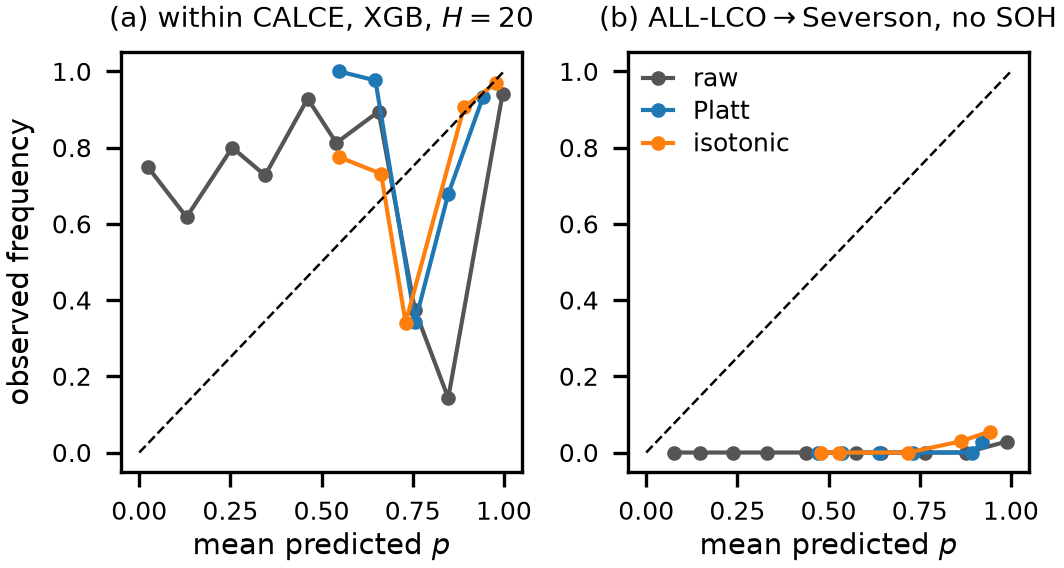 (a) within CALCE, XGB, H = 20
observed frequency
1.0
0.8
0.6
0.4
0.2
0.0
0.00 0.25 0.50 0.75 1.00
mean predicted p
(b) ALL-LCO→Severson, no SOH
raw
Platt
isotonic
1.0
0.8
0.6
0.4
0.2
0.0
0.00 0.25 0.50 0.75 1.00
mean predicted p